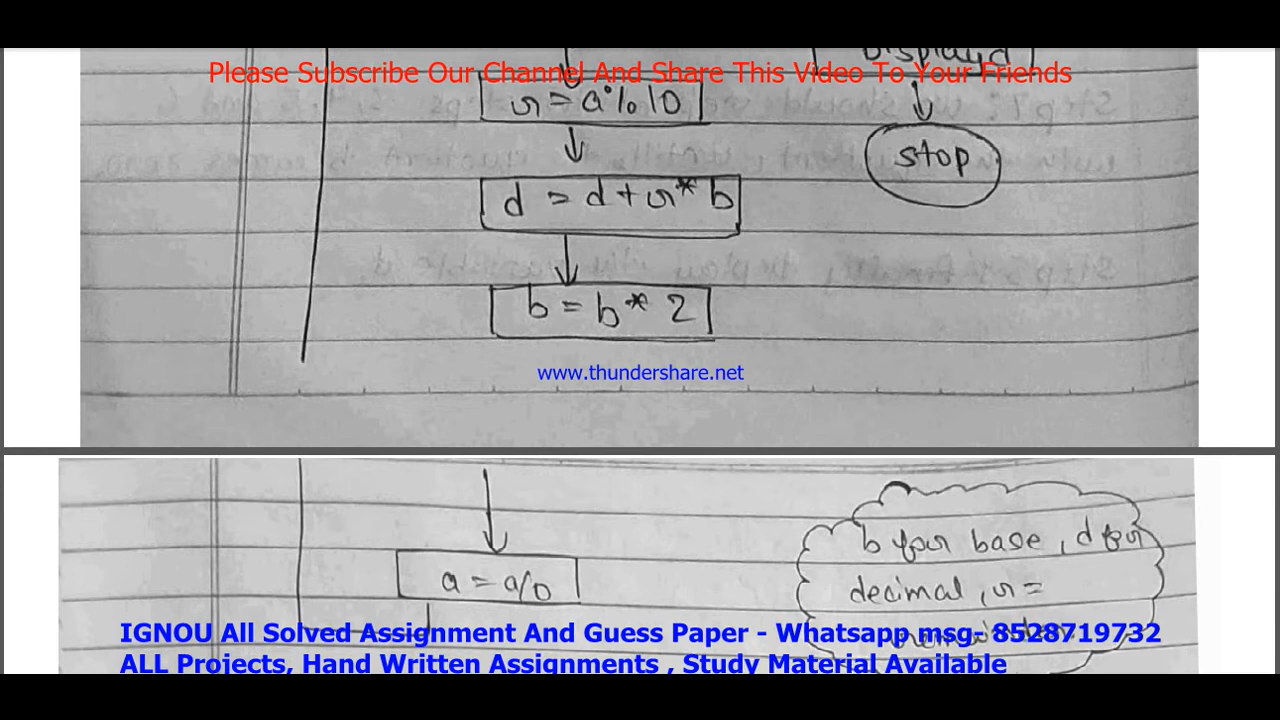 Display d
Please Subscribe Our Channel And Share This Video To Your Friends
r = a % 10
stop
d = d + r * b
b = b * 2
www.thundershare.net
b for base, d for
a = a/0
decimal, r =
IGNOU All Solved Assignment And Guess Paper - Whatsapp msg- 8528719732
ALL Projects, Hand Written Assignments , Study Material Available